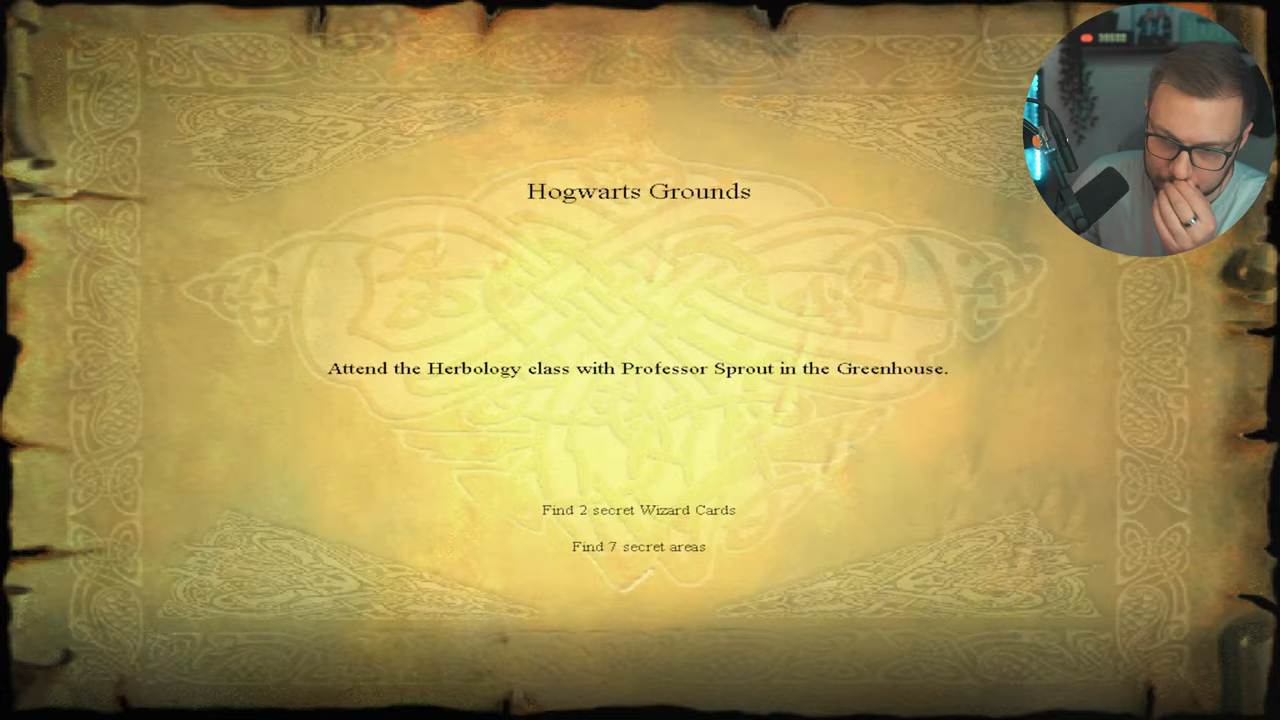 Hogwarts Grounds
Attend the Herbology class with Professor Sprout in the Greenhouse.
Find 2 secret Wizard Cards
Find 7 secret areas